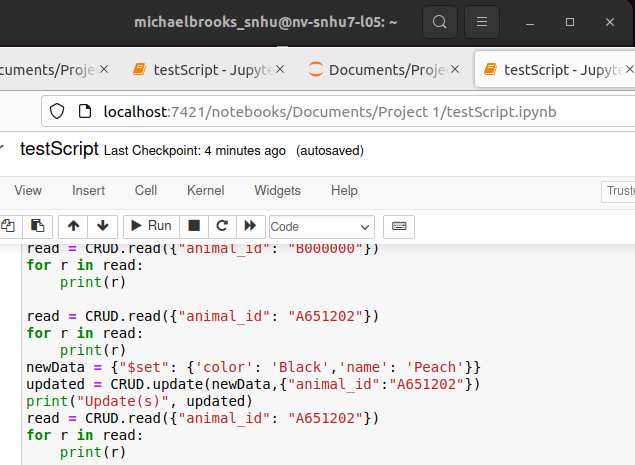 michaelbrooks_snhu@nv-snhu7-l05: ~
cuments/Proje testScript - Jupyte Documents/Proje testScript - Jupyte
localhost:7421/notebooks/Documents/Project 1/testScript.ipynb
testScript Last Checkpoint: 4 minutes ago (autosaved)
View Insert Cell Kernel Widgets Help Truste
Run Code
read = CRUD.read({"animal_id": "B000000"})
for r in read:
    print(r)
read = CRUD.read({"animal_id": "A651202"})
for r in read:
    print(r)
newData = {"$set": {'color': 'Black','name': 'Peach'}}
updated = CRUD.update(newData,{"animal_id":"A651202"})
print("Update(s)", updated)
read = CRUD.read({"animal_id": "A651202"})
for r in read:
    print(r)